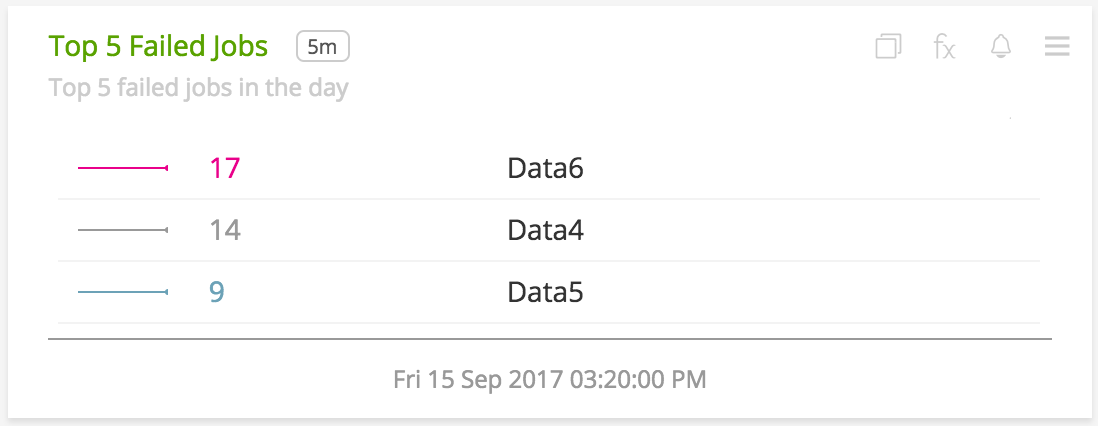 Top 5 Failed Jobs 5m fx
Top 5 failed jobs in the day
17 Data6
14 Data4
9 Data5
Fri 15 Sep 2017 03:20:00 PM